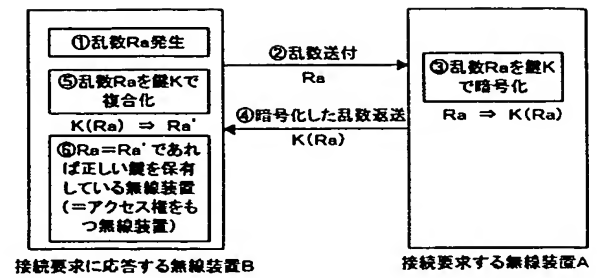 ①乱数Ra発生
⑤乱数Raを鍵Kで
複合化
K(Ra) ⇒ Ra'
⑥Ra=Ra'であれ
ば正しい鍵を保有
している無線装置
(=アクセス権をも
つ無線装置)
②乱数送付
Ra
④暗号化した乱数返送
K(Ra)
③乱数Raを鍵K
で暗号化
Ra ⇒ K(Ra)
接続要求に応答する無線装置B
接続要求する無線装置A